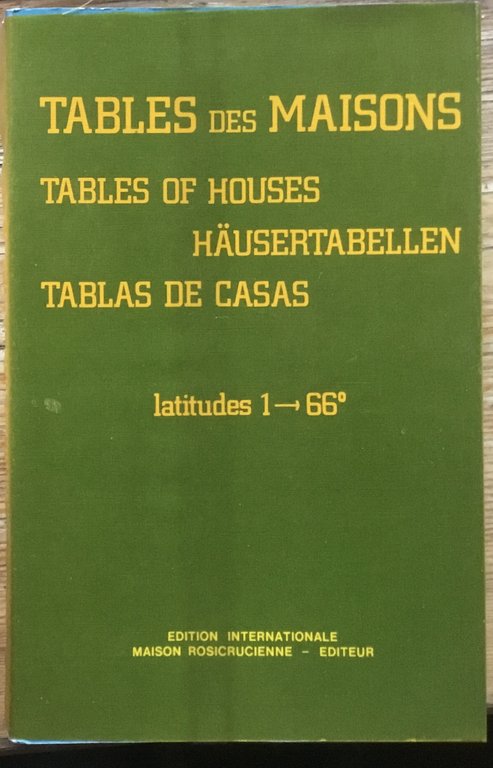 TABLES DES MAISONS
TABLES OF HOUSES
HÄUSERTABELLEN
TABLAS DE CASAS
latitudes 1→66°
EDITION INTERNATIONALE
MAISON ROSICRUCIENNE – EDITEUR